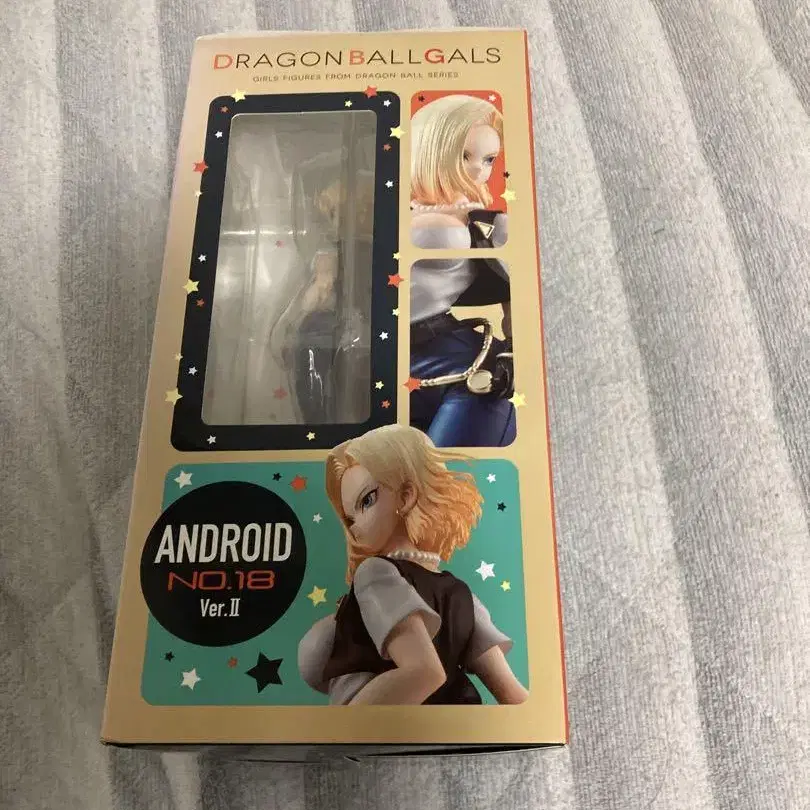 DRAGONBALLGALS
GIRLS FIGURES FROM DRAGON BALL SERIES
ANDROID
NO.18
Ver.Ⅱ